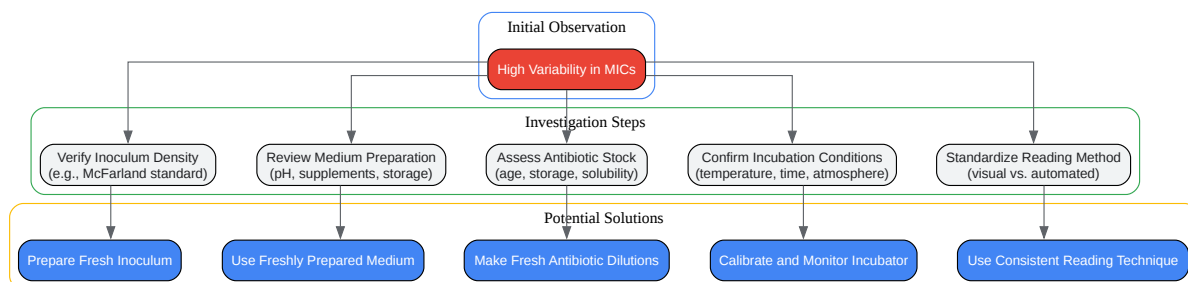 Initial Observation
High Variability in MICs
Investigation Steps
Verify Inoculum Density
(e.g., McFarland standard)
Review Medium Preparation
(pH, supplements, storage)
Assess Antibiotic Stock
(age, storage, solubility)
Confirm Incubation Conditions
(temperature, time, atmosphere)
Standardize Reading Method
(visual vs. automated)
Potential Solutions
Prepare Fresh Inoculum
Use Freshly Prepared Medium
Make Fresh Antibiotic Dilutions
Calibrate and Monitor Incubator
Use Consistent Reading Technique